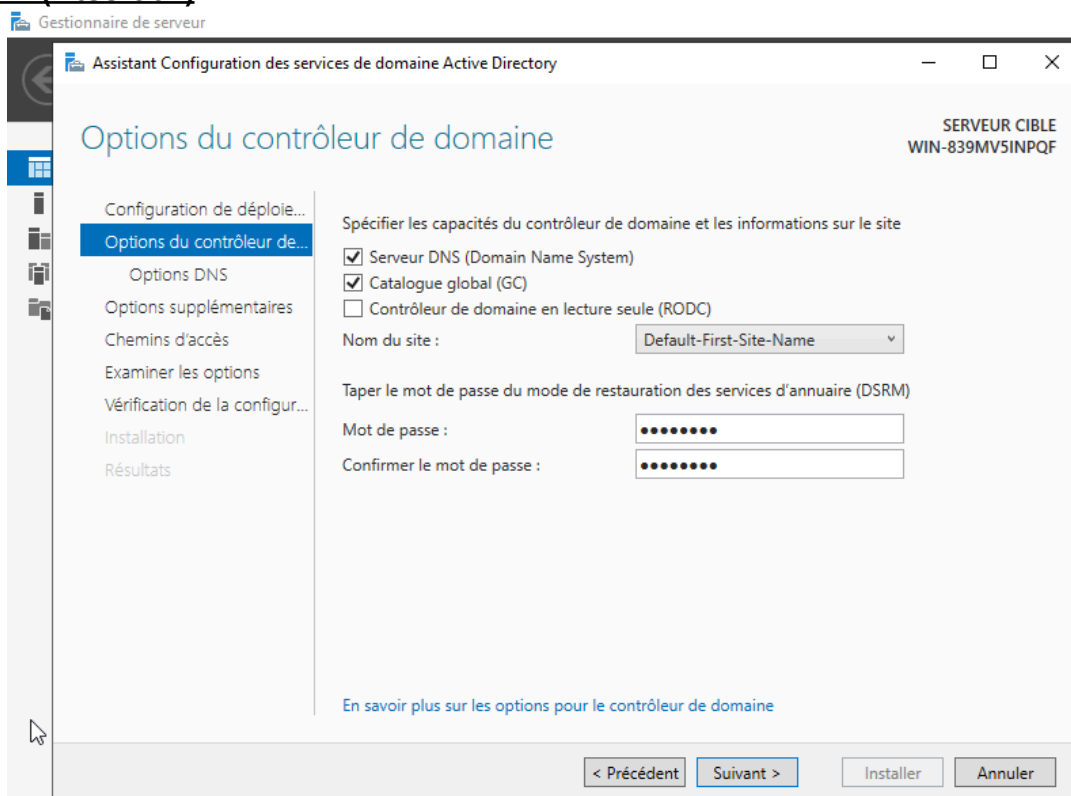 Gestionnaire de serveur
Assistant Configuration des services de domaine Active Directory
Options du contrôleur de domaine
SERVEUR CIBLE
WIN-839MV5INPQF
Configuration de déploie...
Options du contrôleur de...
Options DNS
Options supplémentaires
Chemins d'accès
Examiner les options
Vérification de la configur...
Installation
Résultats
Spécifier les capacités du contrôleur de domaine et les informations sur le site
Serveur DNS (Domain Name System)
Catalogue global (GC)
Contrôleur de domaine en lecture seule (RODC)
Nom du site : Default-First-Site-Name
Taper le mot de passe du mode de restauration des services d'annuaire (DSRM)
Mot de passe : ●●●●●●●●
Confirmer le mot de passe : ●●●●●●●●
En savoir plus sur les options pour le contrôleur de domaine
< Précédent Suivant > Installer Annuler